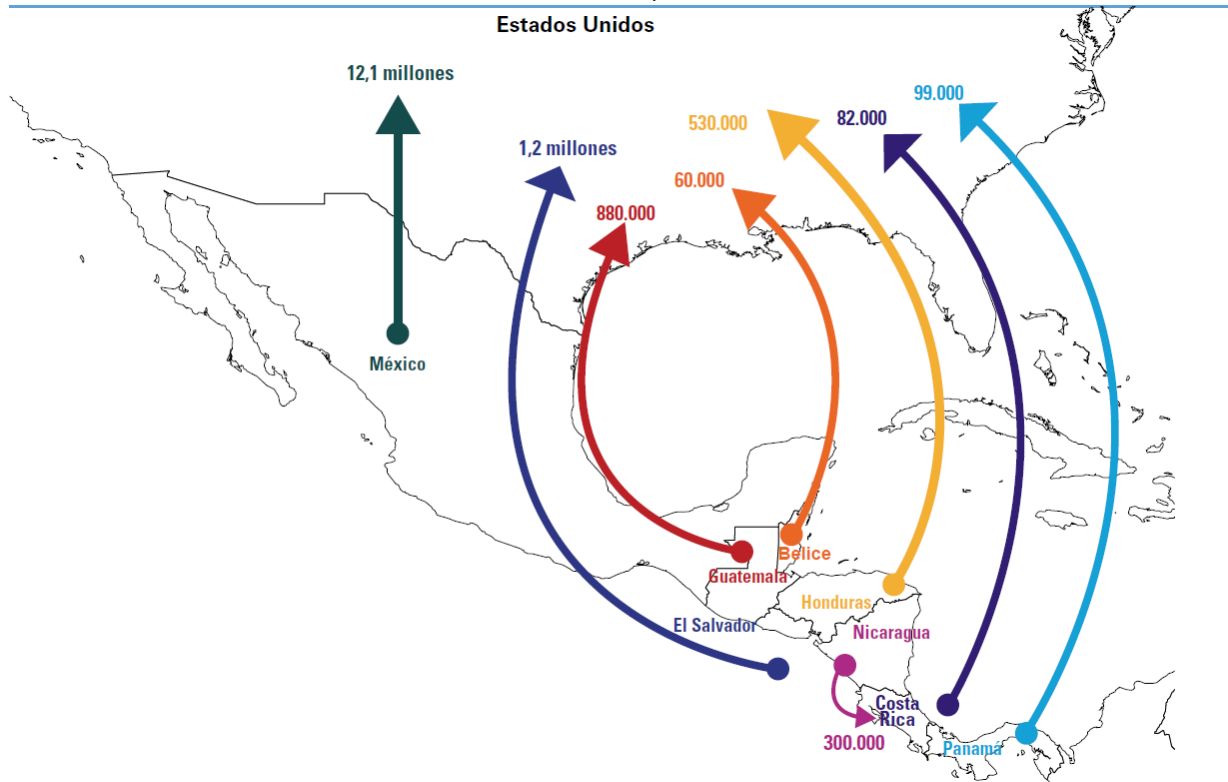 Estados Unidos
12,1 millones
99.000
530.000
82.000
1,2 millones
60.000
880.000
México
Belice
Guatemala
Honduras
El Salvador
Nicaragua
Costa
Rica
300.000
Panamá